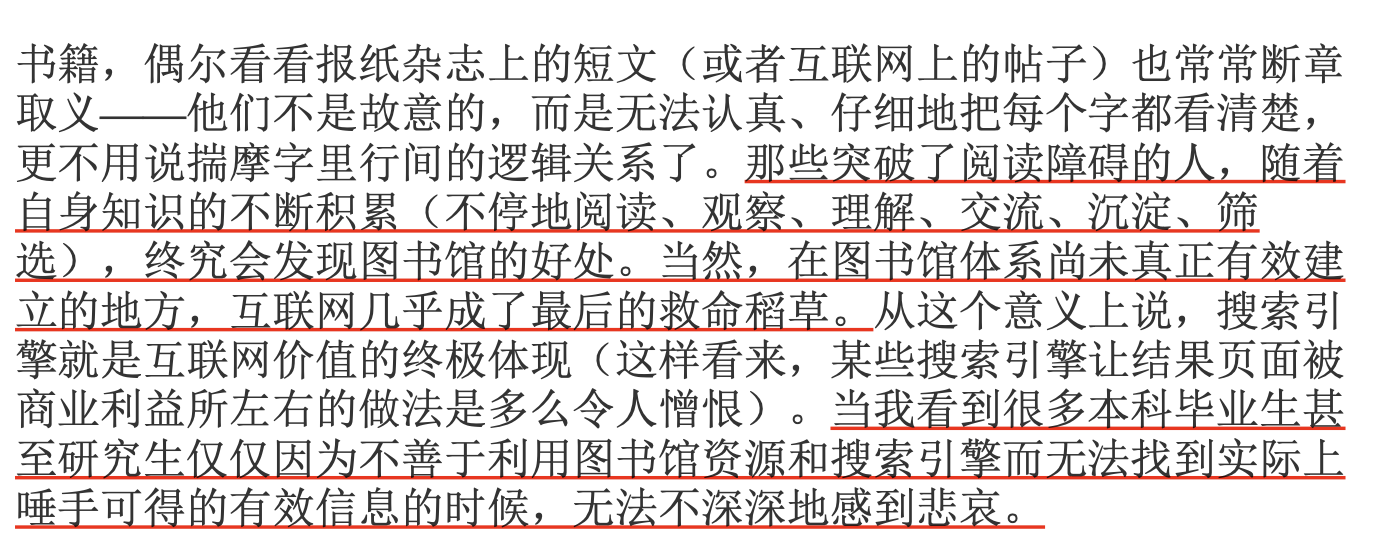 书籍，偶尔看看报纸杂志上的短文（或者互联网上的帖子）也常常断章
取义——他们不是故意的，而是无法认真、仔细地把每个字都看清楚，
更不用说揣摩字里行间的逻辑关系了。那些突破了阅读障碍的人，随着
自身知识的不断积累（不停地阅读、观察、理解、交流、沉淀、筛
选），终究会发现图书馆的好处。当然，在图书馆体系尚未真正有效建
立的地方，互联网几乎成了最后的救命稻草。从这个意义上说，搜索引
擎就是互联网价值的终极体现（这样看来，某些搜索引擎让结果页面被
商业利益所左右的做法是多么令人憎恨）。当我看到很多本科毕业生甚
至研究生仅仅因为不善于利用图书馆资源和搜索引擎而无法找到实际上
唾手可得的有效信息的时候，无法不深深地感到悲哀。